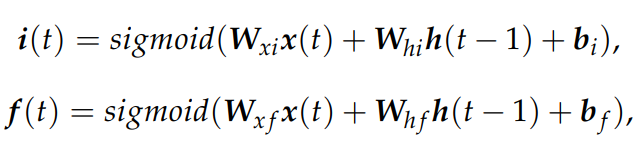 i(t) = sigmoid(W_{xi}x(t) + W_{hi}h(t − 1) + b_i),
f(t) = sigmoid(W_{xf}x(t) + W_{hf}h(t − 1) + b_f),